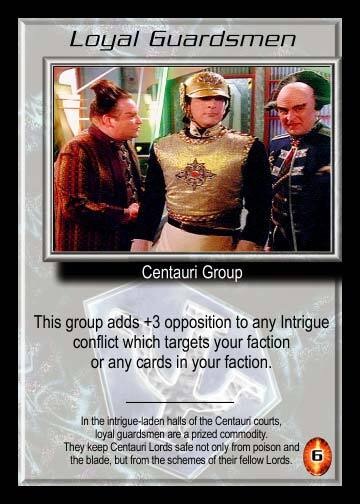 Loyal Guardsmen
Centauri Group
This group adds +3 opposition to any Intrigue
conflict which targets your faction
or any cards in your faction.
In the intrigue-laden halls of the Centauri courts,
loyal guardsmen are a prized commodity.
They keep Centauri Lords safe not only from poison and
the blade, but from the schemes of their fellow Lords.
6